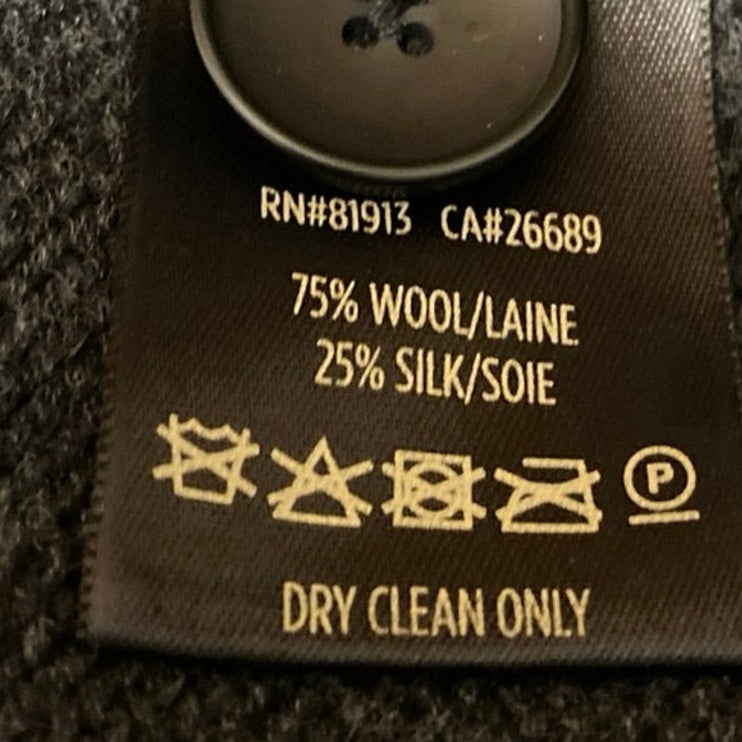 RN#81913 CA#26689
75% WOOL/LAINE
25% SILK/SOIE
P
DRY CLEAN ONLY